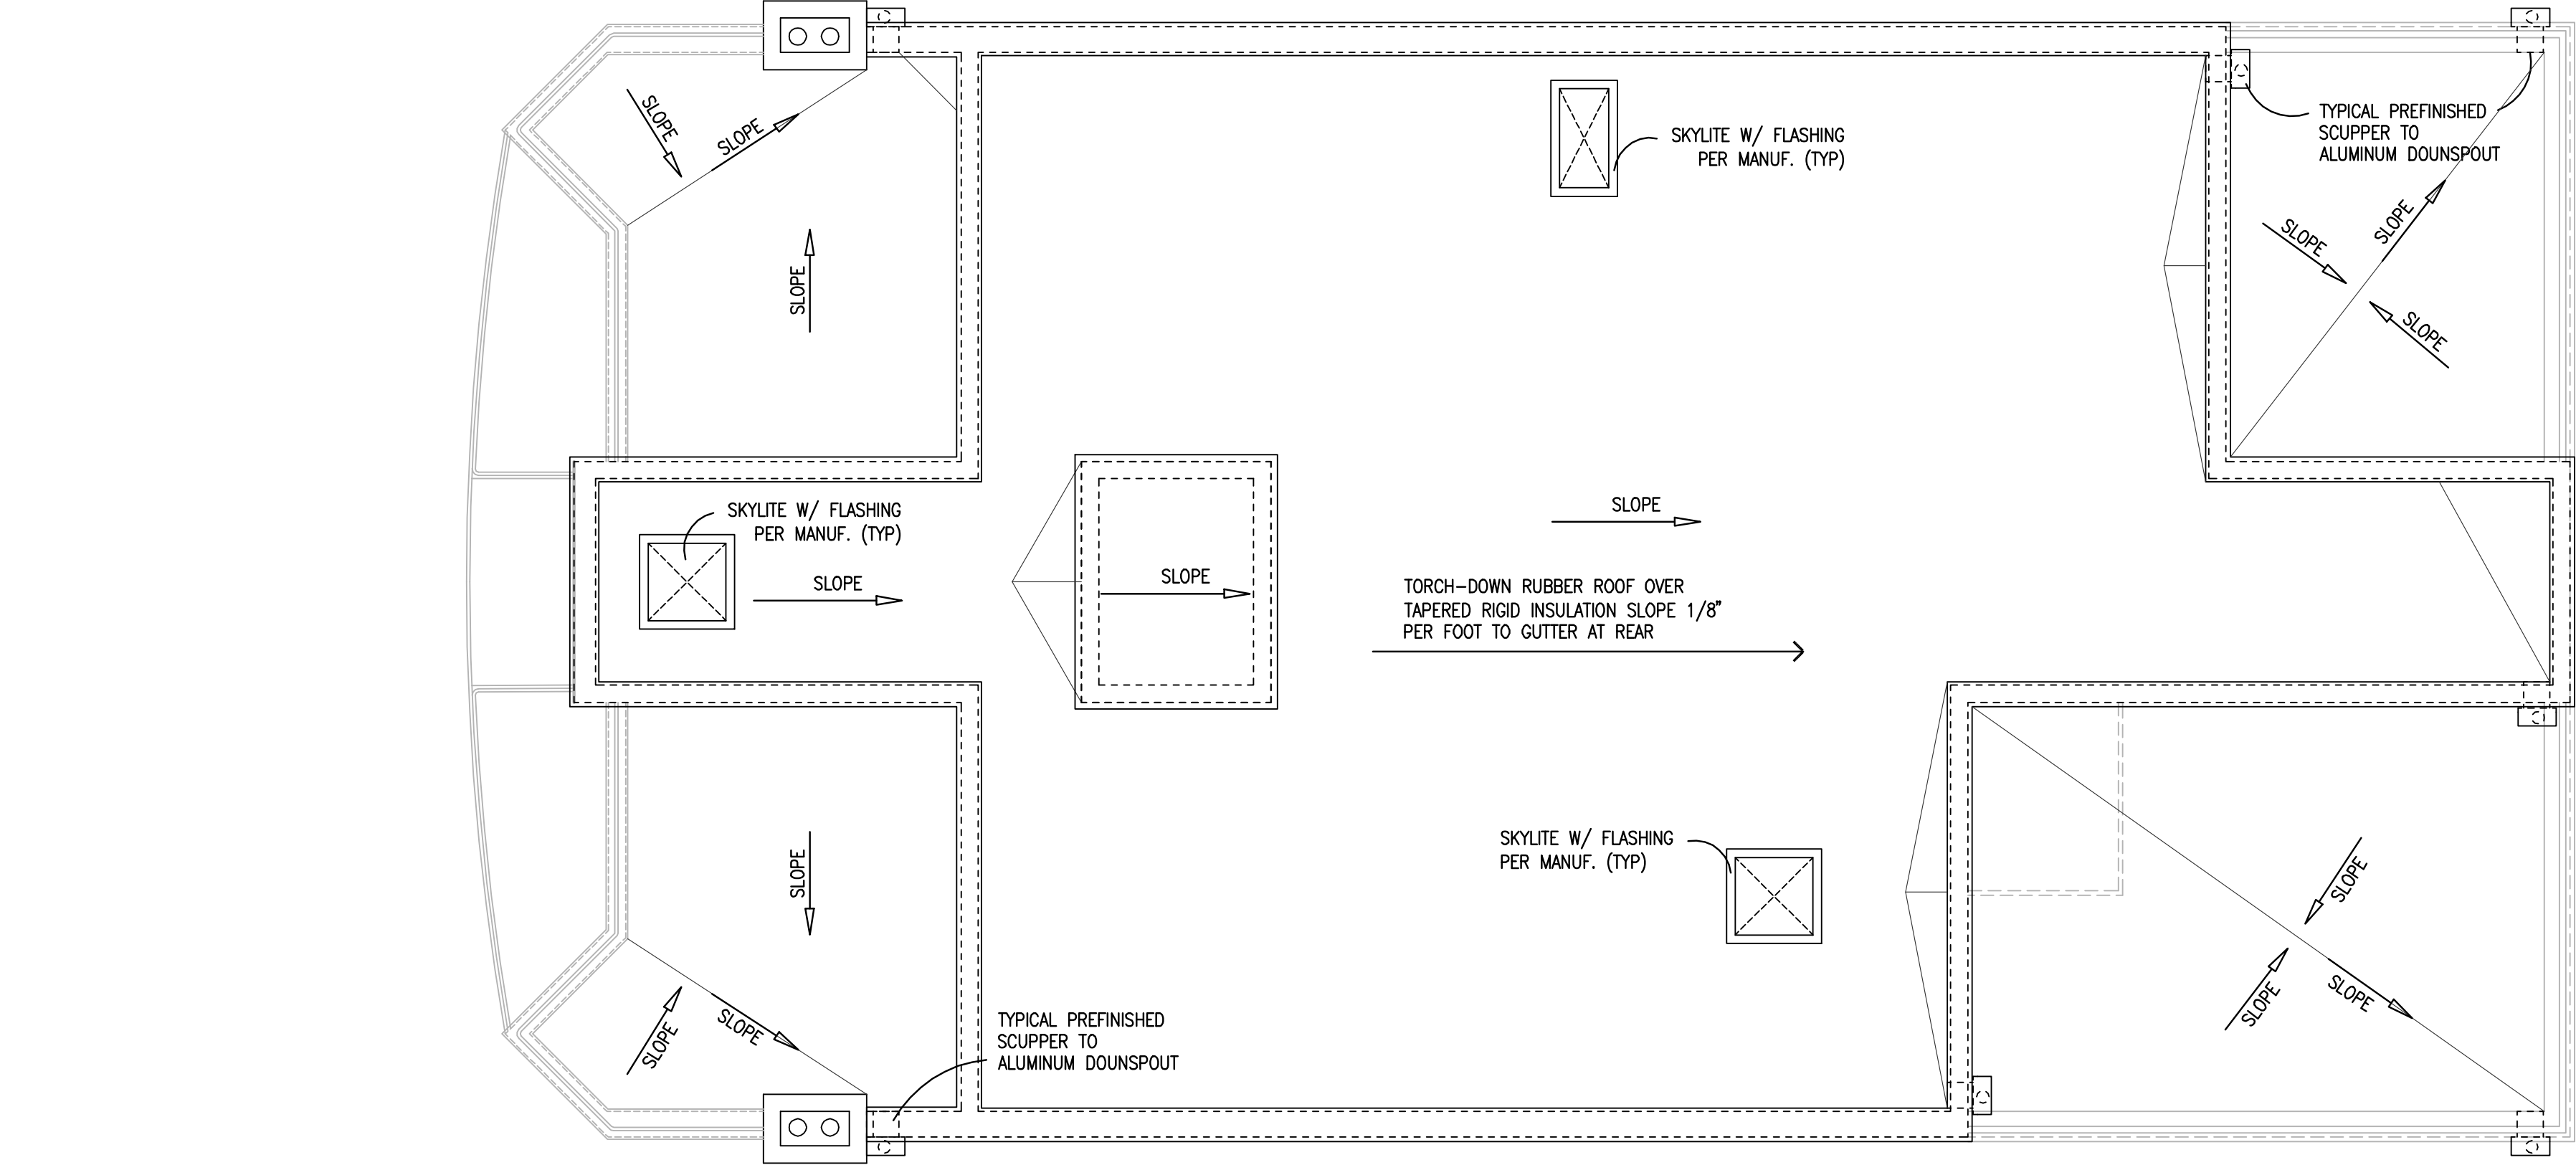 SLOPE
SLOPE
SLOPE
SKYLITE W/ FLASHING
PER MANUF. (TYP)
TYPICAL PREFINISHED
SCUPPER TO
ALUMINUM DOUNSPOUT
SLOPE
SLOPE
SLOPE
SKYLITE W/ FLASHING
PER MANUF. (TYP)
SLOPE
SLOPE
SLOPE
TORCH-DOWN RUBBER ROOF OVER
TAPERED RIGID INSULATION SLOPE 1/8"
PER FOOT TO GUTTER AT REAR
SLOPE
SLOPE
SLOPE
SKYLITE W/ FLASHING
PER MANUF. (TYP)
TYPICAL PREFINISHED
SCUPPER TO
ALUMINUM DOUNSPOUT
SLOPE
SLOPE
SLOPE